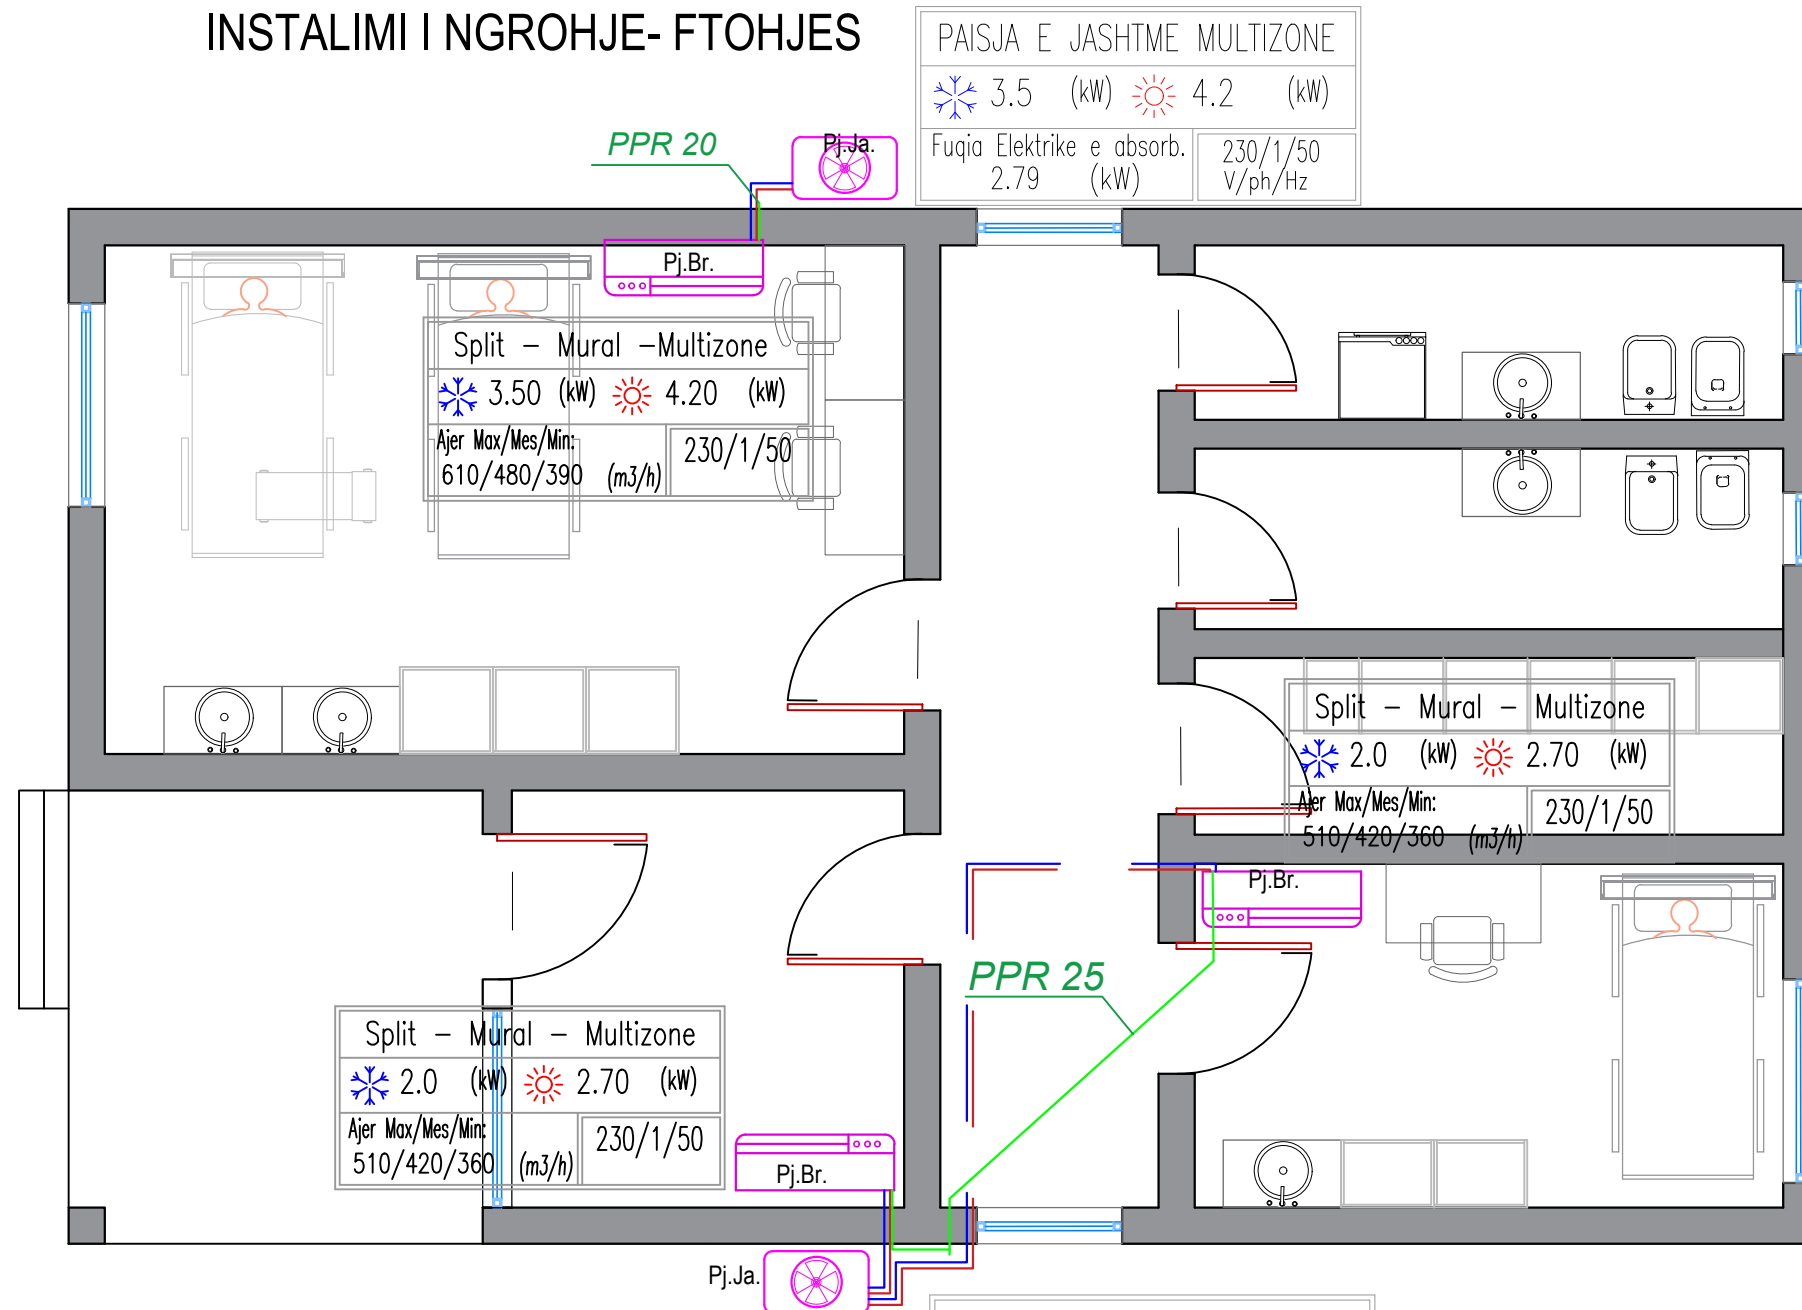 INSTALIMI I NGROHJE- FTOHJES
PAISJA E JASHTME MULTIZONE
3.5 (kW) 4.2 (kW)
Fuqia Elektrike e absorb.
2.79 (kW)
230/1/50
V/ph/Hz
PPR 20
Pj.Ja.
Pj.Br.
Split - Mural -Multizone
3.50 (kW) 4.20 (kW)
Ajer Max/Mes/Min:
610/480/390 (m3/h)
230/1/50
Split - Mural - Multizone
2.0 (kW) 2.70 (kW)
Ajer Max/Mes/Min:
510/420/360 (m3/h)
230/1/50
Pj.Br.
PPR 25
Split - Mural - Multizone
2.0 (kW) 2.70 (kW)
Ajer Max/Mes/Min:
510/420/360 (m3/h)
230/1/50
Pj.Br.
Pj.Ja.